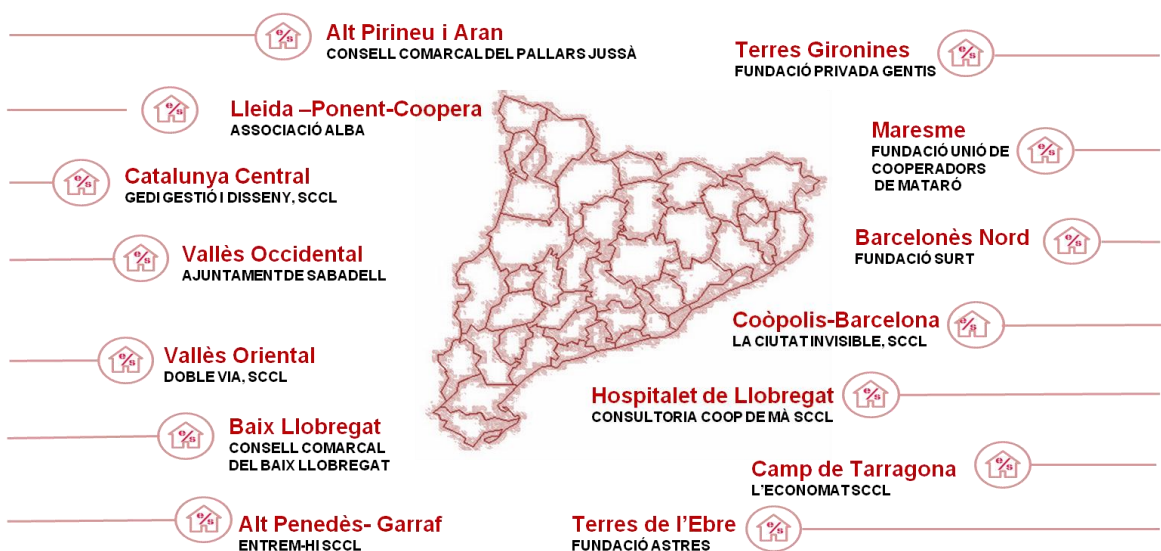 Alt Pirineu i Aran
CONSELL COMARCAL DEL PALLARS JUSSÀ
Lleida –Ponent-Coopera
ASSOCIACIÓ ALBA
Catalunya Central
GEDI GESTIÓ I DISSENY, SCCL
Vallès Occidental
AJUNTAMENT DE SABADELL
Vallès Oriental
DOBLE VIA, SCCL
Baix Llobregat
CONSELL COMARCAL
DEL BAIX LLOBREGAT
Alt Penedès- Garraf
ENTREM-HI SCCL
Terres Gironines
FUNDACIÓ PRIVADA GENTIS
Maresme
FUNDACIÓ UNIÓ DE
COOPERADORS
DE MATARÓ
Barcelonès Nord
FUNDACIÓ SURT
Coòpolis-Barcelona
LA CIUTAT INVISIBLE, SCCL
Hospitalet de Llobregat
CONSULTORIA COOP DE MÀ SCCL
Camp de Tarragona
L'ECONOMAT SCCL
Terres de l'Ebre
FUNDACIÓ ASTRES
e/s
e/s
e/s
e/s
e/s
e/s
e/s
e/s
e/s
e/s
e/s
e/s
e/s
e/s